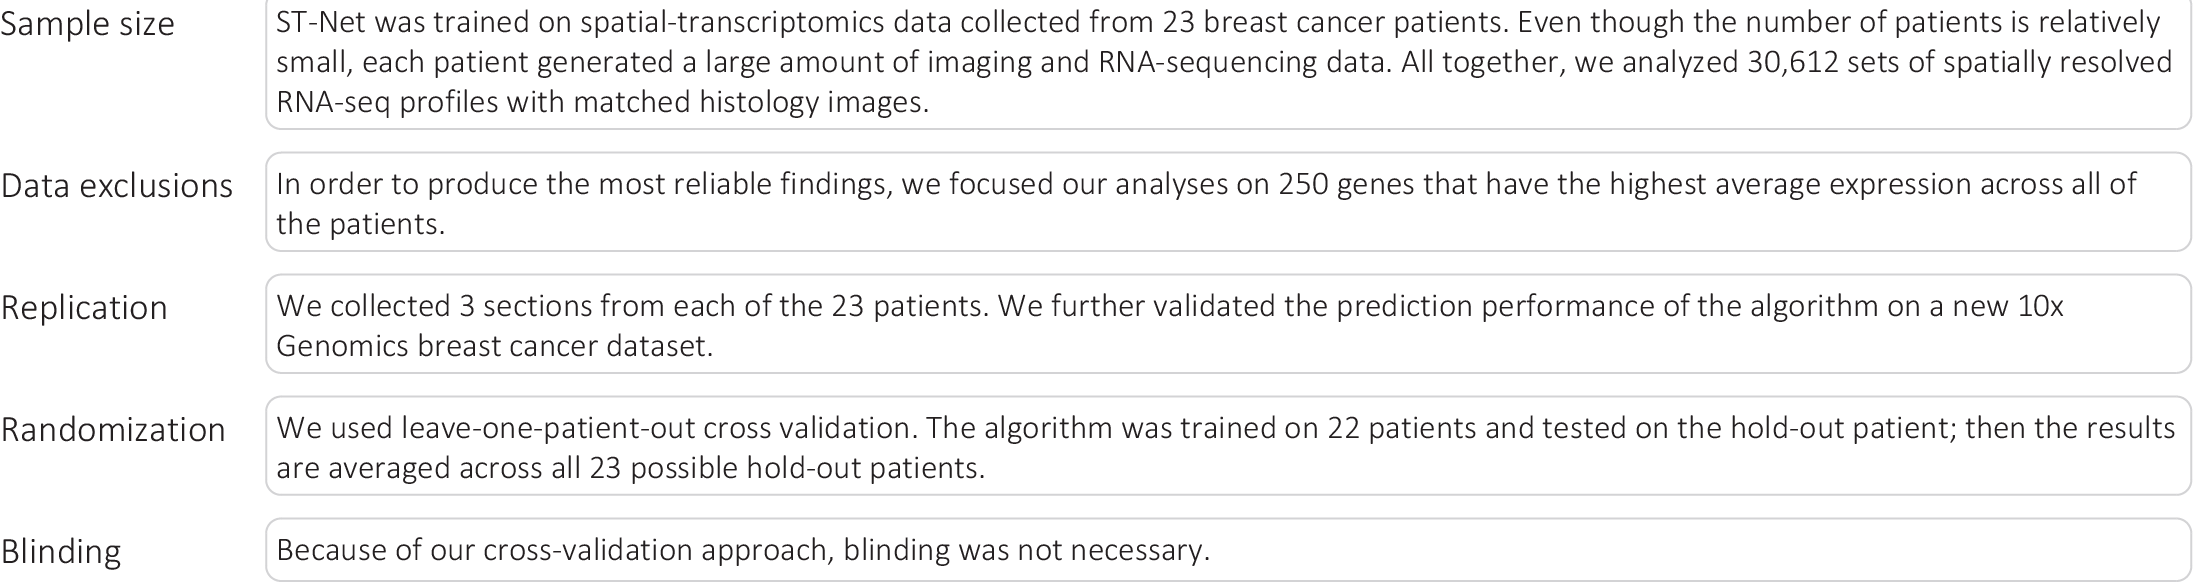 Sample size
ST-Net was trained on spatial-transcriptomics data collected from 23 breast cancer patients. Even though the number of patients is relatively
small, each patient generated a large amount of imaging and RNA-sequencing data. All together, we analyzed 30,612 sets of spatially resolved
RNA-seq profiles with matched histology images.
Data exclusions
In order to produce the most reliable findings, we focused our analyses on 250 genes that have the highest average expression across all of
the patients.
Replication
We collected 3 sections from each of the 23 patients. We further validated the prediction performance of the algorithm on a new 10x
Genomics breast cancer dataset.
Randomization
We used leave-one-patient-out cross validation. The algorithm was trained on 22 patients and tested on the hold-out patient; then the results
are averaged across all 23 possible hold-out patients.
Blinding
Because of our cross-validation approach, blinding was not necessary.